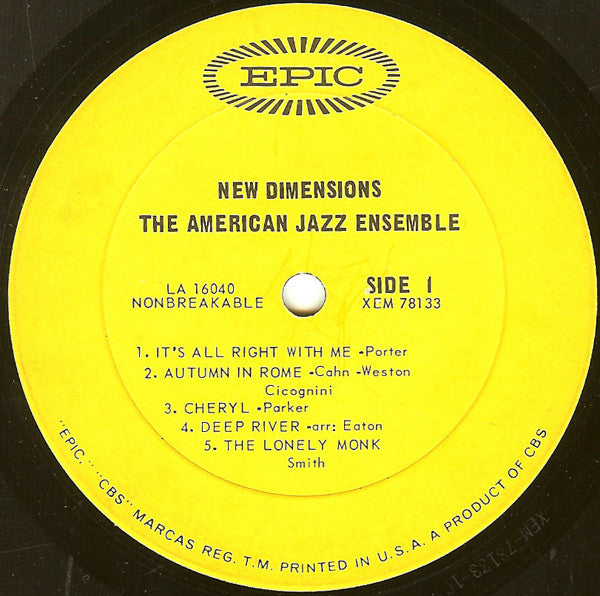 EPIC
NEW DIMENSIONS
THE AMERICAN JAZZ ENSEMBLE
LA 16040
NONBREAKABLE
SIDE 1
XEM 78133
1. IT'S ALL RIGHT WITH ME -Porter
2. AUTUMN IN ROME -Cahn -Weston
Cicognini
3. CHERYL -Parker
4. DEEP RIVER -arr: Eaton
5. THE LONELY MONK
Smith
"EPIC," "CBS" MARCAS REG. T.M. PRINTED IN U.S.A. A PRODUCT OF CBS